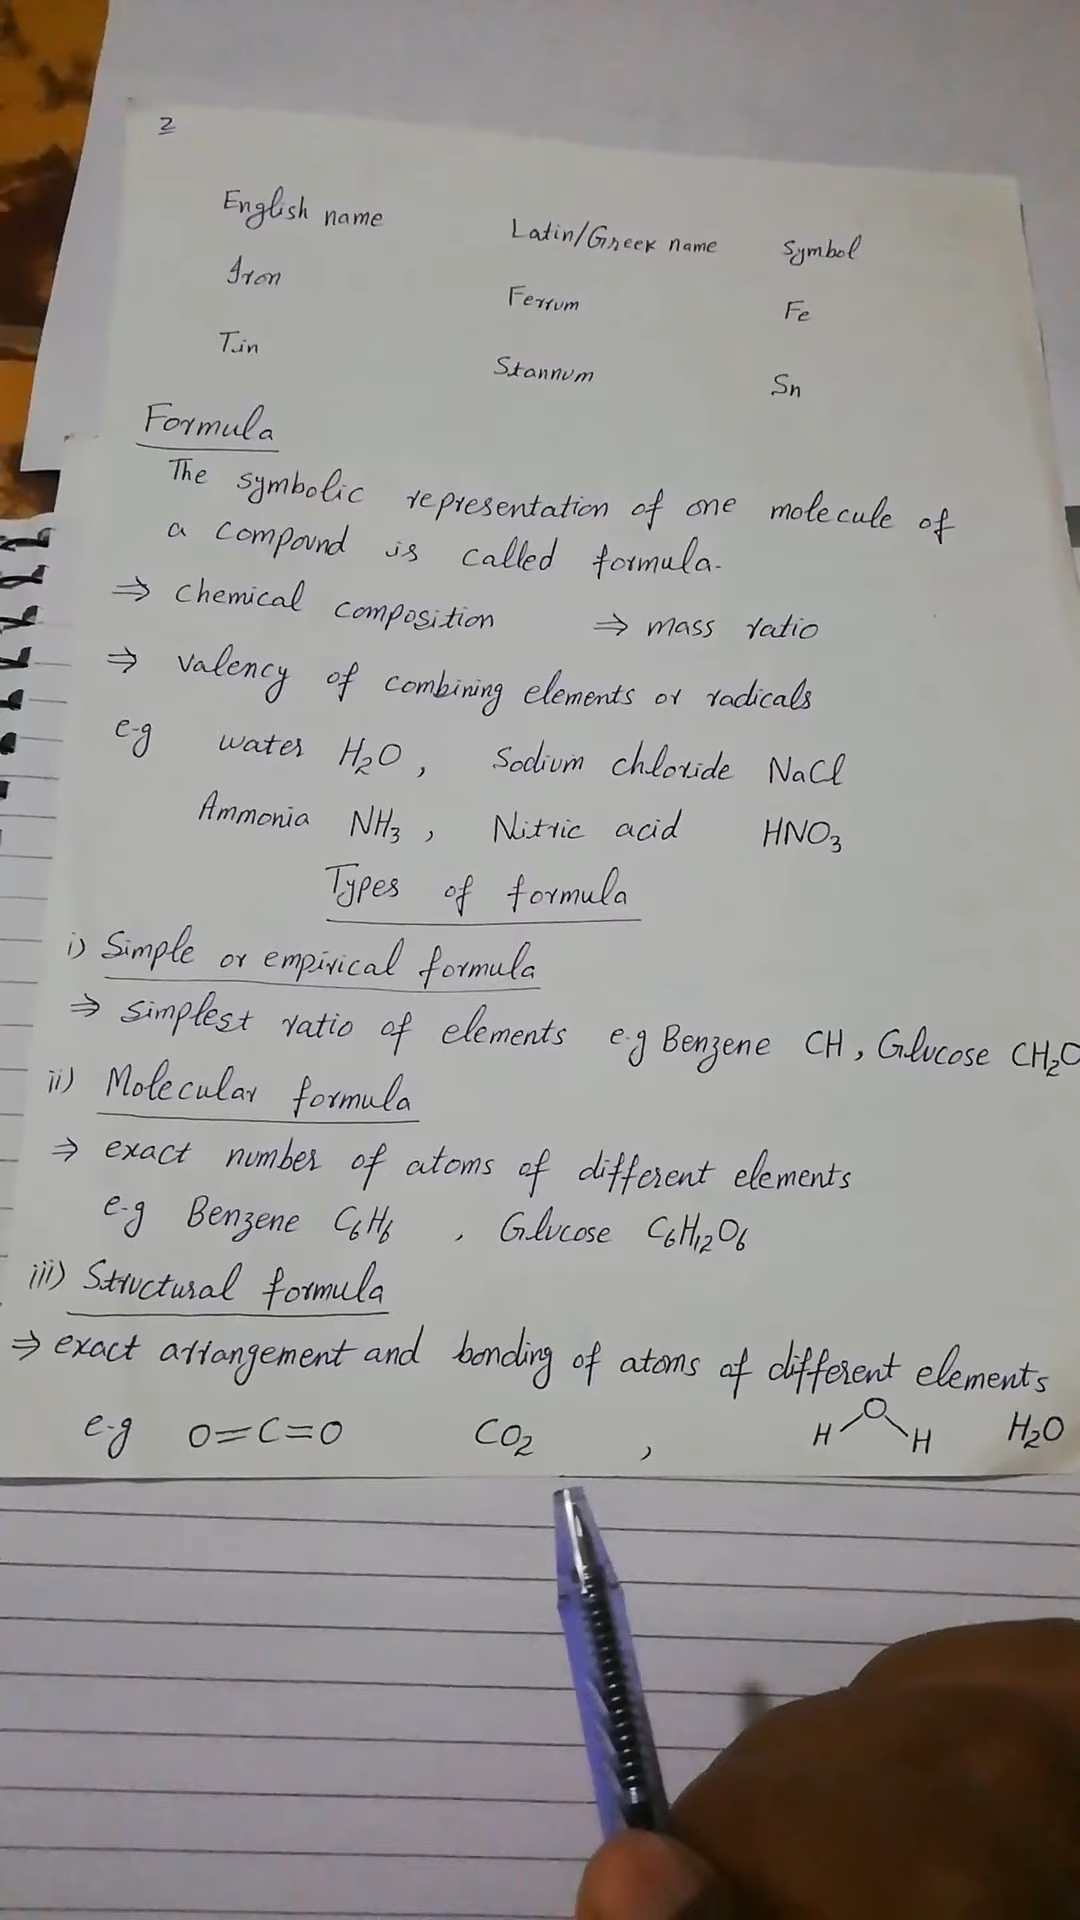 2
English name Latin/Greek name Symbol
Iron Ferrum Fe
Tin Stannum Sn
Formula
The symbolic representation of one molecule of
a compound is called formula.
⇒ chemical composition ⇒ mass ratio
⇒ valency of combining elements or radicals
e-g water H₂O, Sodium chloride NaCl
Ammonia NH₃, Nitric acid HNO₃
Types of formula
i) Simple or empirical formula
⇒ simplest ratio of elements e.g Benzene CH, Glucose CH₂O
ii) Molecular formula
⇒ exact number of atoms of different elements
e-g Benzene C₆H₆, Glucose C₆H₁₂O₆
iii) Structural formula
⇒ exact arrangement and bonding of atoms of different elements
e-g O=C=O CO₂, H O H H₂O